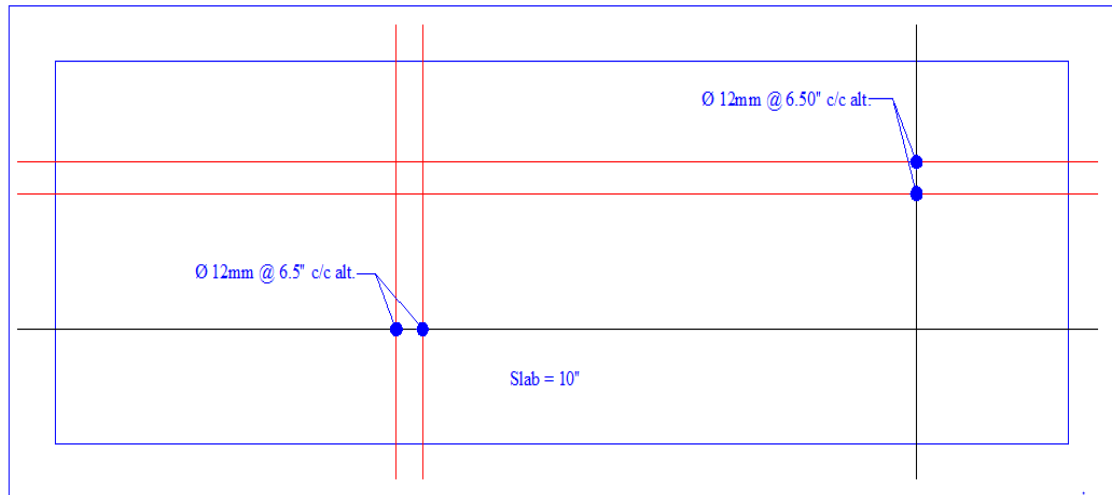 Ø 12mm @ 6.50" c/c alt.
Ø 12mm @ 6.5" c/c alt.
Slab = 10"